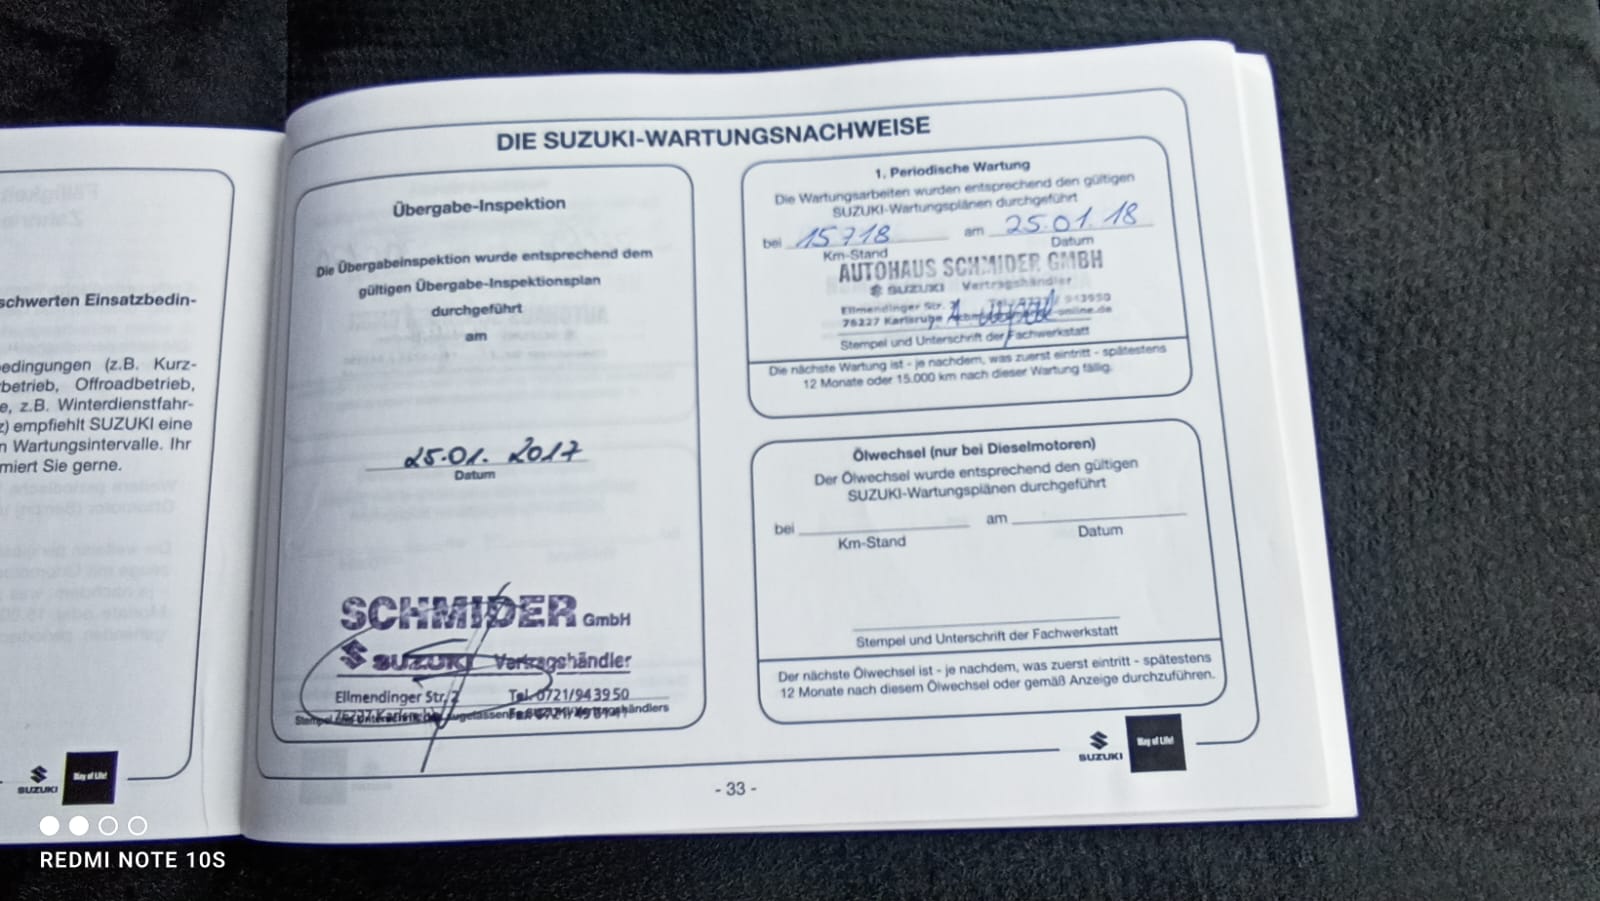 schwerten Einsatzbedin-
edingungen (z.B. Kurz-
betrieb, Offroadbetrieb,
e, z.B. Winterdienstfahr-
z) empfiehlt SUZUKI eine
n Wartungsintervalle. Ihr
miert Sie gerne.
SUZUKI
Way of Life!
DIE SUZUKI-WARTUNGSNACHWEISE
Übergabe-Inspektion
Die Übergabeinspektion wurde entsprechend dem
gültigen Übergabe-Inspektionsplan
durchgeführt
am
25.01. 2017
Datum
SCHMIDER GmbH
SUZUKI Vertragshändler
Ellmendinger Str. 2 Tel. 0721/94 39 50
76227 Karlsruhe
1. Periodische Wartung
Die Wartungsarbeiten wurden entsprechend den gültigen
SUZUKI-Wartungsplänen durchgeführt
bei 15718 am 25.01.18
Km-Stand Datum
AUTOHAUS SCHMIDER GMBH
SUZUKI Vertragshändler
Ellmendinger Str.
76227 Karlsruhe
Stempel und Unterschrift der Fachwerkstatt
Die nächste Wartung ist - je nachdem, was zuerst eintritt - spätestens
12 Monate oder 15.000 km nach dieser Wartung fällig.
Ölwechsel (nur bei Dieselmotoren)
Der Ölwechsel wurde entsprechend den gültigen
SUZUKI-Wartungsplänen durchgeführt
bei am
Km-Stand Datum
Stempel und Unterschrift der Fachwerkstatt
Der nächste Ölwechsel ist - je nachdem, was zuerst eintritt - spätestens
12 Monate nach diesem Ölwechsel oder gemäß Anzeige durchzuführen.
SUZUKI
Way of Life!
- 33 -
REDMI NOTE 10S